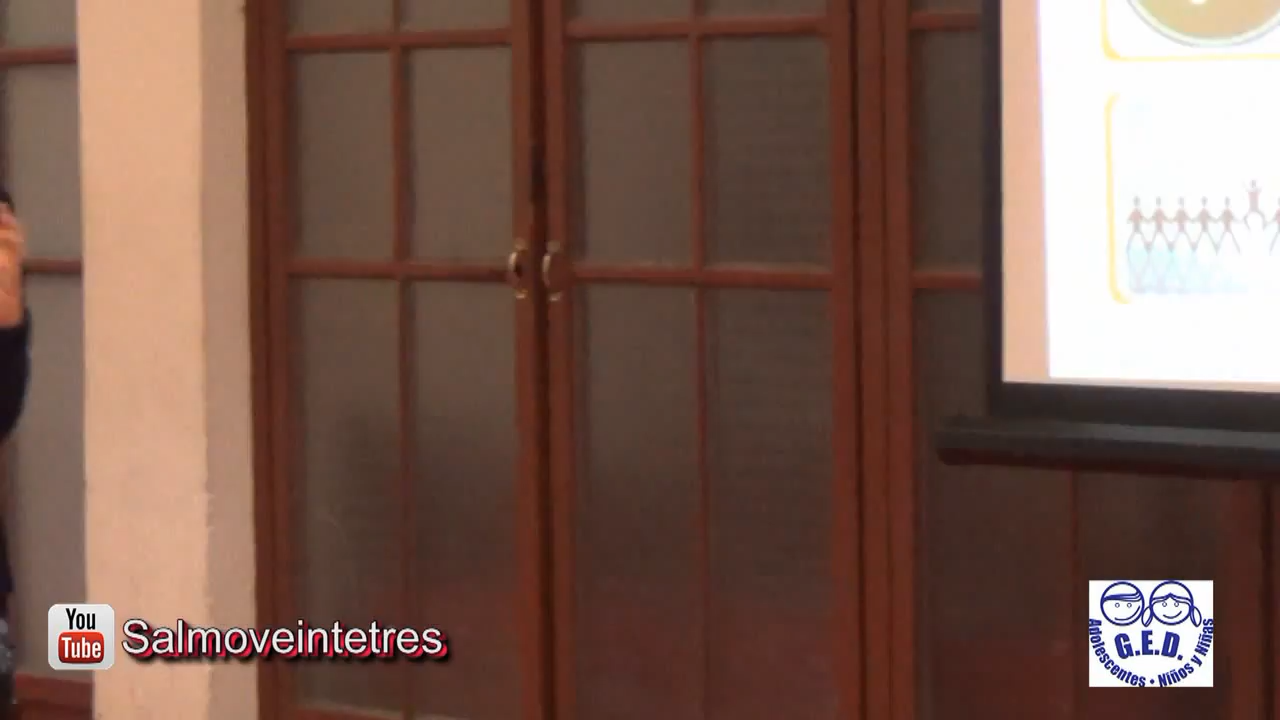 You
Tube
Salmoveintetres
G.E.D.
Adolescentes • Niños y Niñas